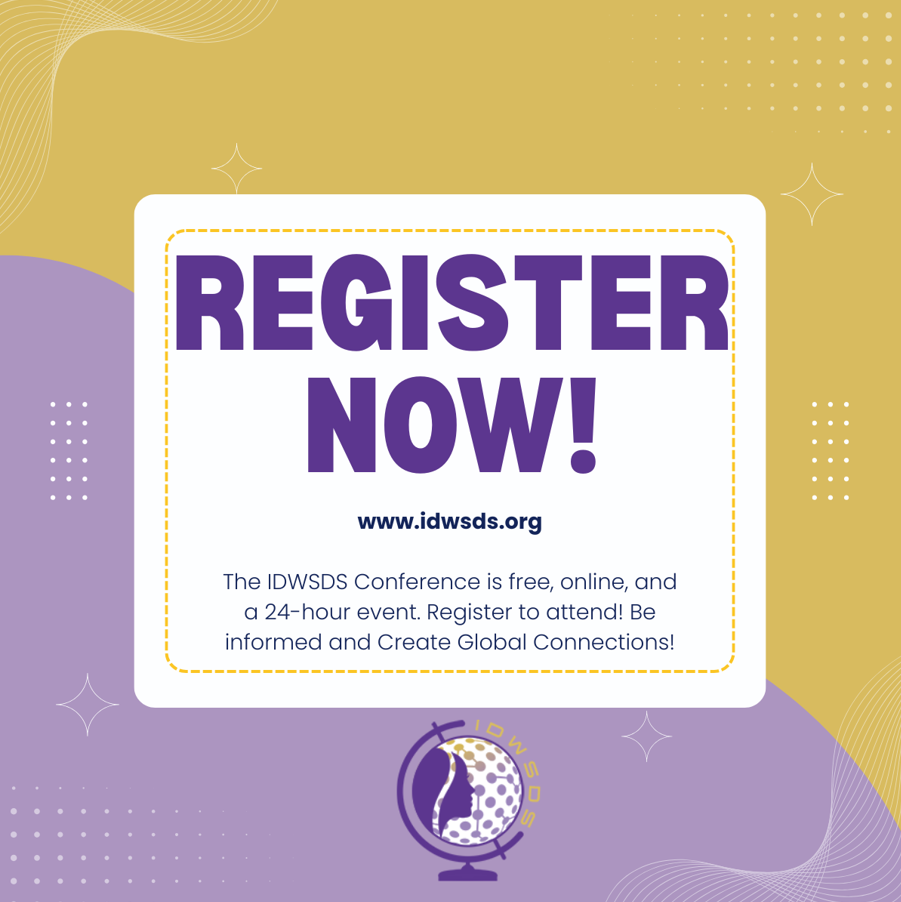 REGISTER
NOW!
www.idwsds.org
The IDWSDS Conference is free, online, and
a 24-hour event. Register to attend! Be
informed and Create Global Connections!
IDWSDS